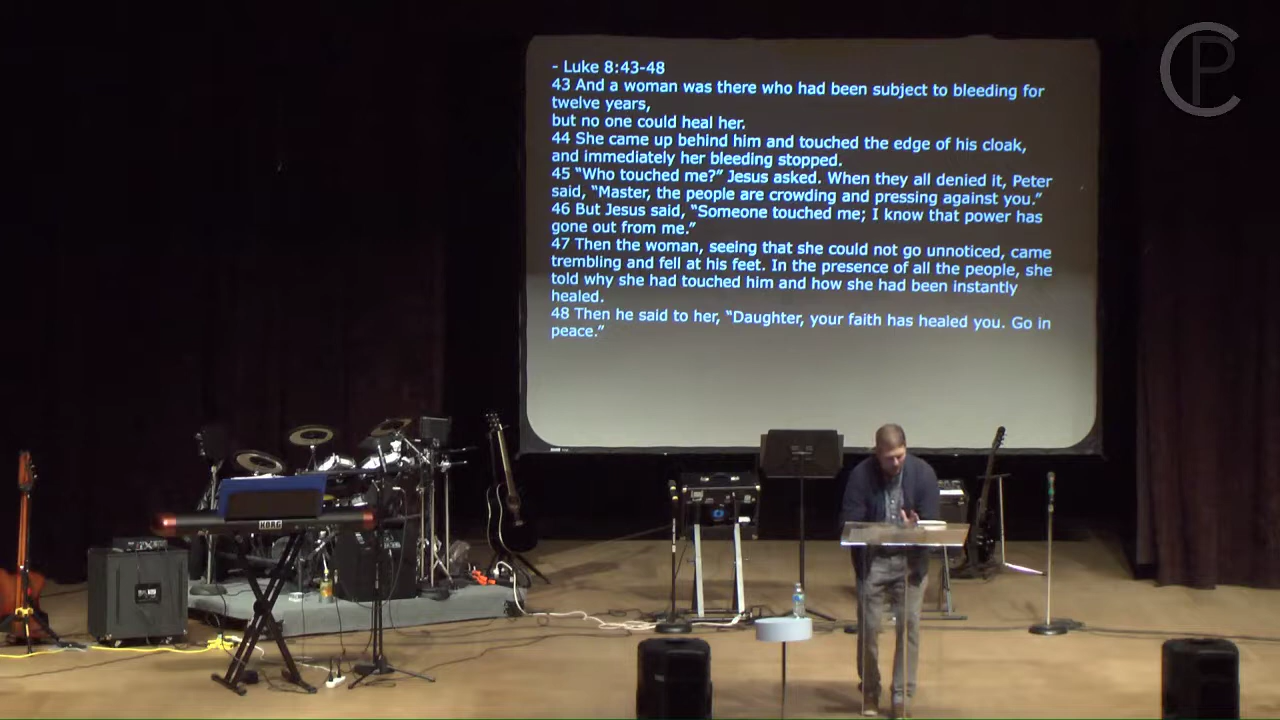 - Luke 8:43-48
43 And a woman was there who had been subject to bleeding for
twelve years,
but no one could heal her.
44 She came up behind him and touched the edge of his cloak,
and immediately her bleeding stopped.
45 “Who touched me?” Jesus asked. When they all denied it, Peter
said, “Master, the people are crowding and pressing against you.”
46 But Jesus said, “Someone touched me; I know that power has
gone out from me.”
47 Then the woman, seeing that she could not go unnoticed, came
trembling and fell at his feet. In the presence of all the people, she
told why she had touched him and how she had been instantly
healed.
48 Then he said to her, “Daughter, your faith has healed you. Go in
peace.”
CP
KORG